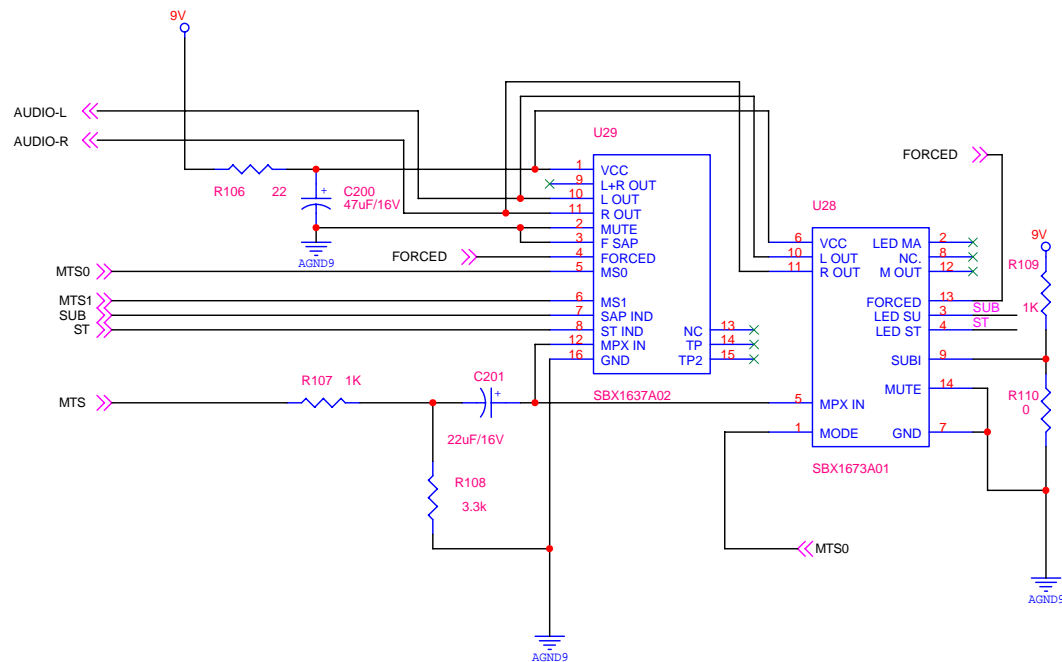 9V
AUDIO-L
AUDIO-R
R106 22
C200
47uF/16V
+
AGND9
U29
1 VCC
9 L+R OUT
10 L OUT
11 R OUT
2 MUTE
3 F SAP
4 FORCED
5 MS0
6 MS1
7 SAP IND
8 ST IND
12 MPX IN
16 GND
NC 13
TP 14
TP2 15
SBX1637A02
FORCED
MTS0
MTS1
SUB
ST
MTS
R107 1K
C201
+
22uF/16V
R108
3.3k
AGND9
FORCED
U28
6 VCC
10 L OUT
11 R OUT
5 MPX IN
1 MODE
LED MA 2
NC. 8
M OUT 12
FORCED 13
LED SU 3 SUB
LED ST 4 ST
SUBI 9
MUTE 14
GND 7
SBX1673A01
MTS0
9V
R109
1K
R110
0
AGND9